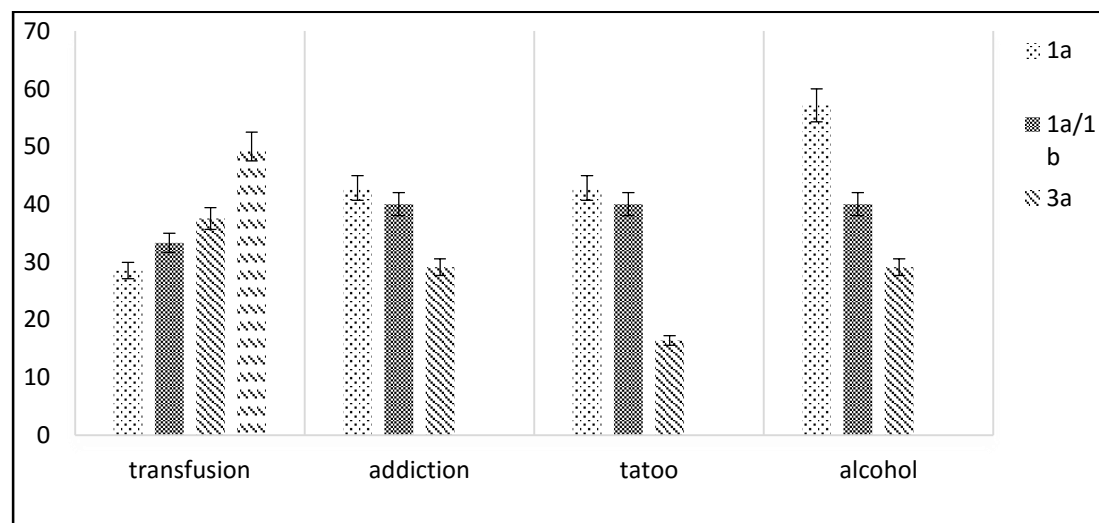 70
60
50
40
30
20
10
0
transfusion
addiction
tatoo
alcohol
1a
1a/1
b
3a